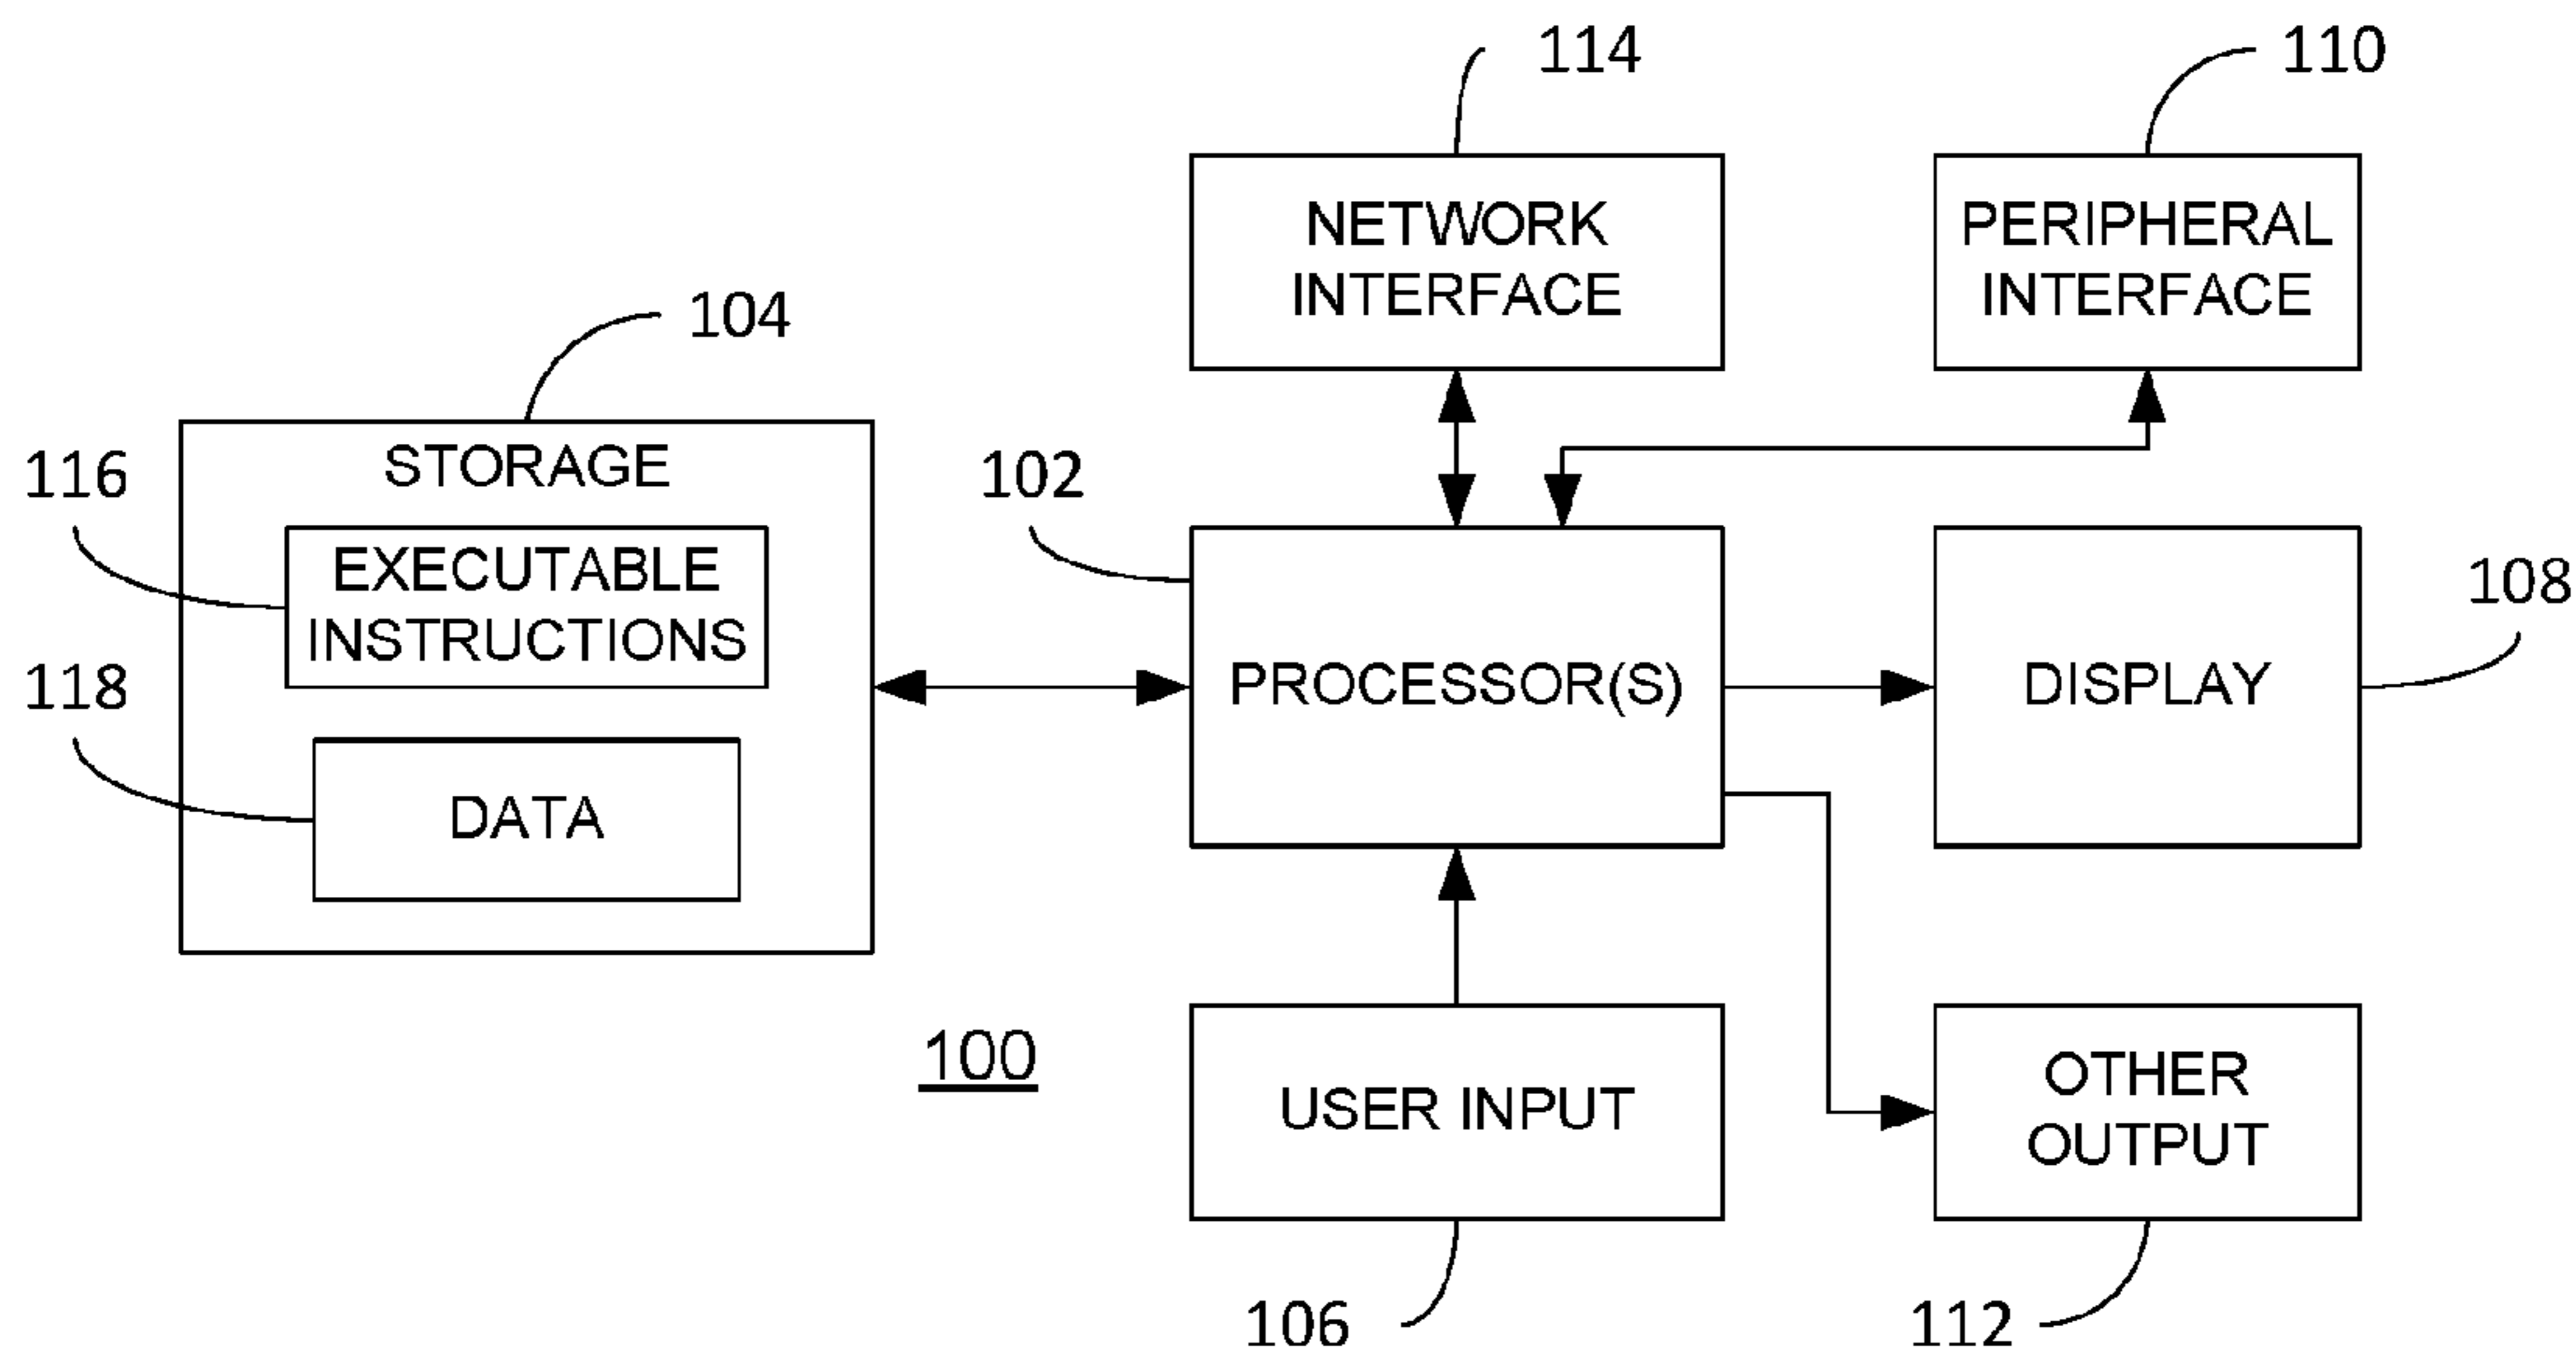 114
110
NETWORK
INTERFACE
PERIPHERAL
INTERFACE
104
STORAGE
116
EXECUTABLE
INSTRUCTIONS
118
DATA
102
PROCESSOR(S)
DISPLAY
108
100
USER INPUT
OTHER
OUTPUT
106
112